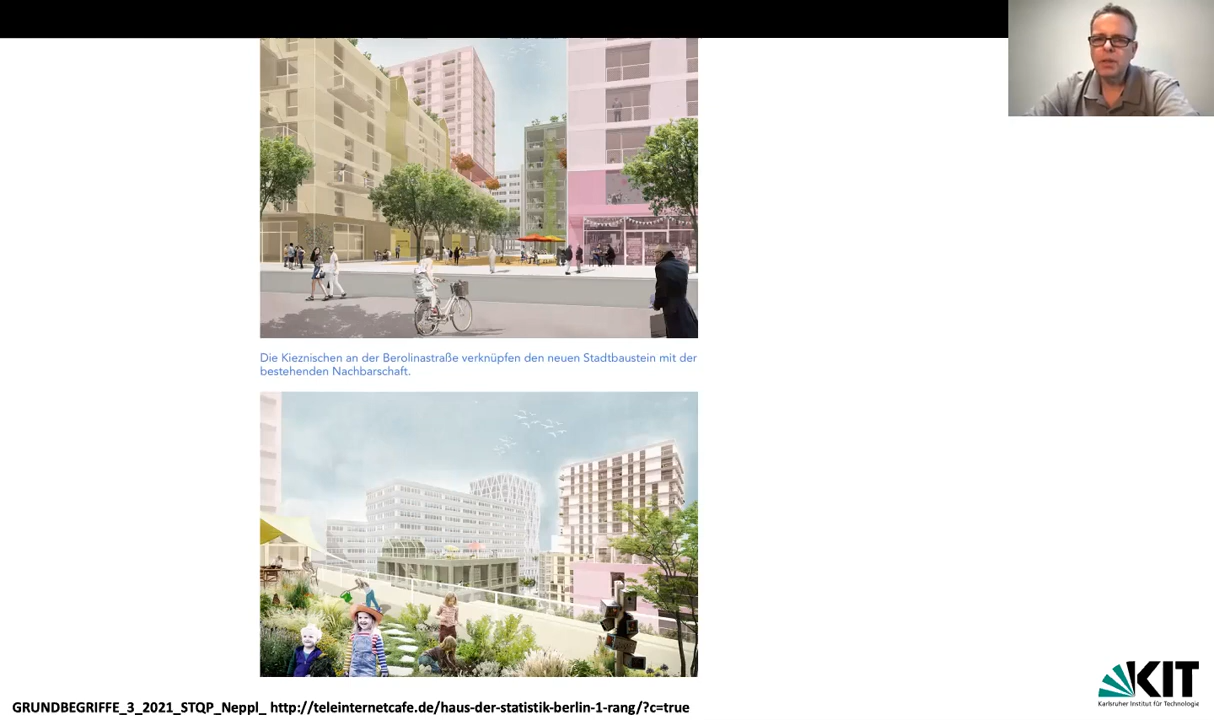 Die Kieznischen an der Berolinastraße verknüpfen den neuen Stadtbaustein mit der
bestehenden Nachbarschaft.
KIT
Karlsruher Institut für Technologie
GRUNDBEGRIFFE_3_2021_STQP_Neppl_ http://teleinternetcafe.de/haus-der-statistik-berlin-1-rang/?c=true